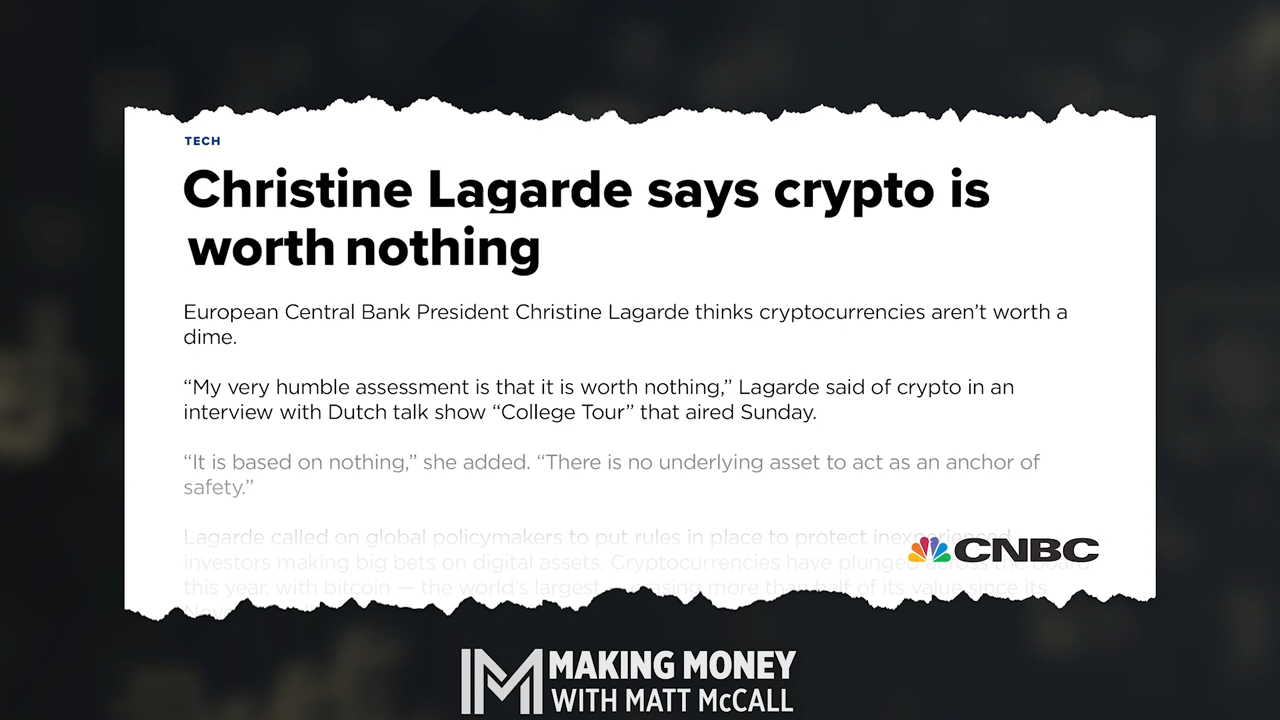 TECH
Christine Lagarde says crypto is
worth nothing
European Central Bank President Christine Lagarde thinks cryptocurrencies aren’t worth a
dime.
“My very humble assessment is that it is worth nothing,” Lagarde said of crypto in an
interview with Dutch talk show “College Tour” that aired Sunday.
“It is based on nothing,” she added. “There is no underlying asset to act as an anchor of
safety.”
Lagarde called on global policymakers to put rules in place to protect inexperienced
investors making big bets on digital assets. Cryptocurrencies have plunged across the board
this year, with bitcoin — the world’s largest more than half of its value since its
CNBC
MAKING MONEY
WITH MATT McCALL